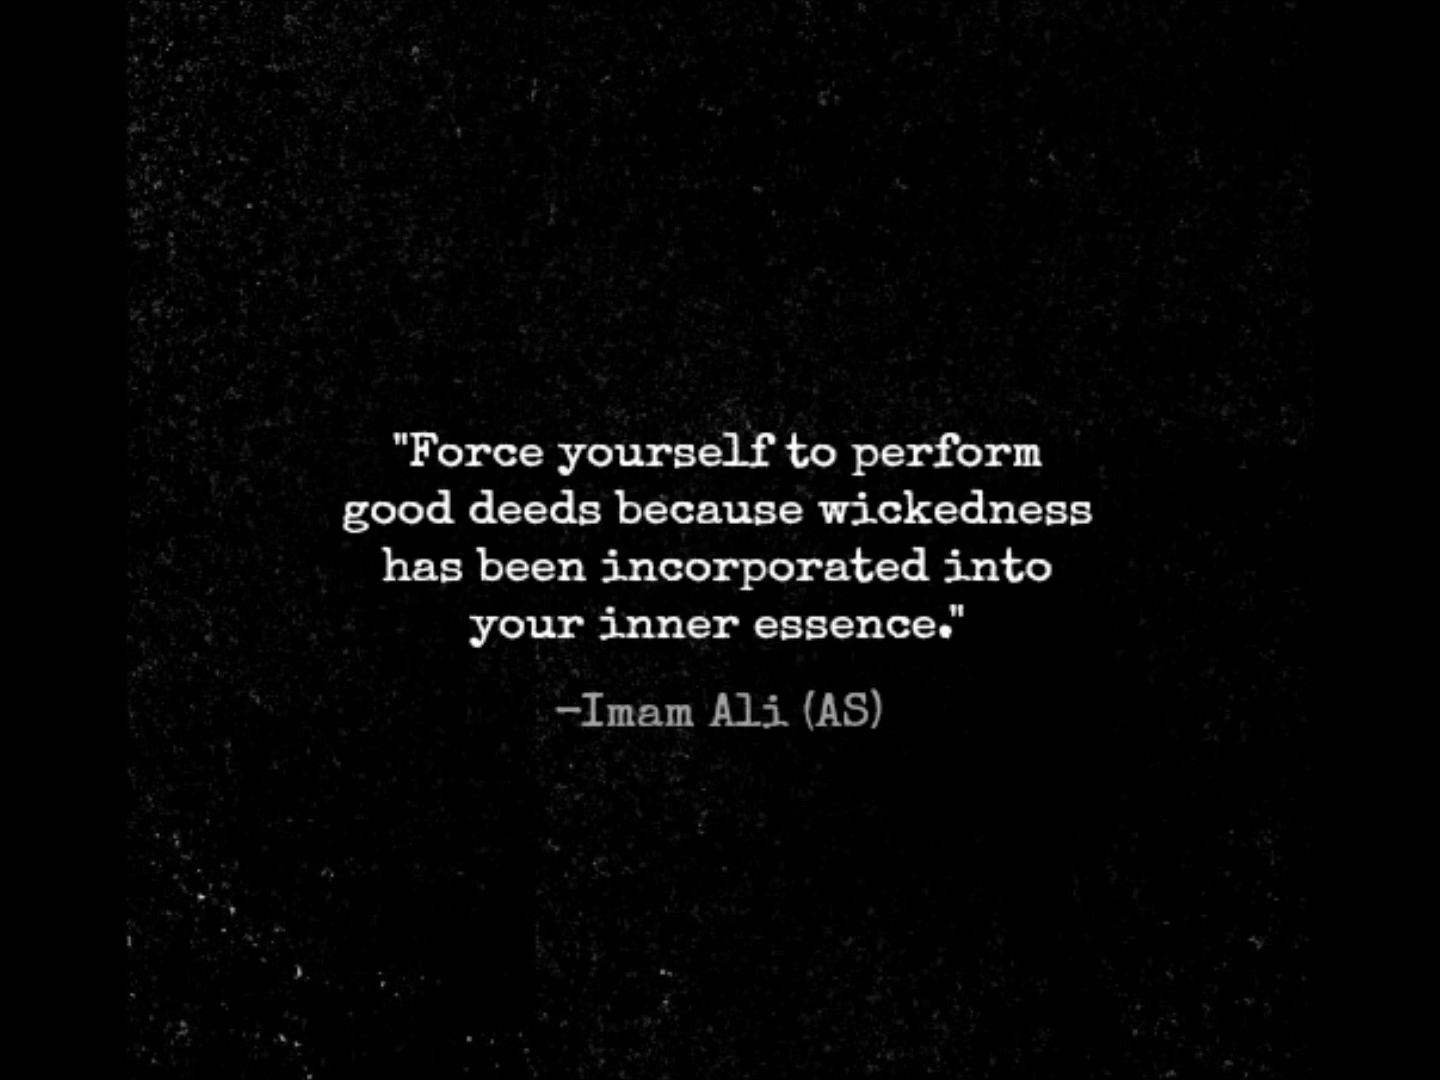 "Force yourself to perform
good deeds because wickedness
has been incorporated into
your inner essence."
-Imam Ali (AS)